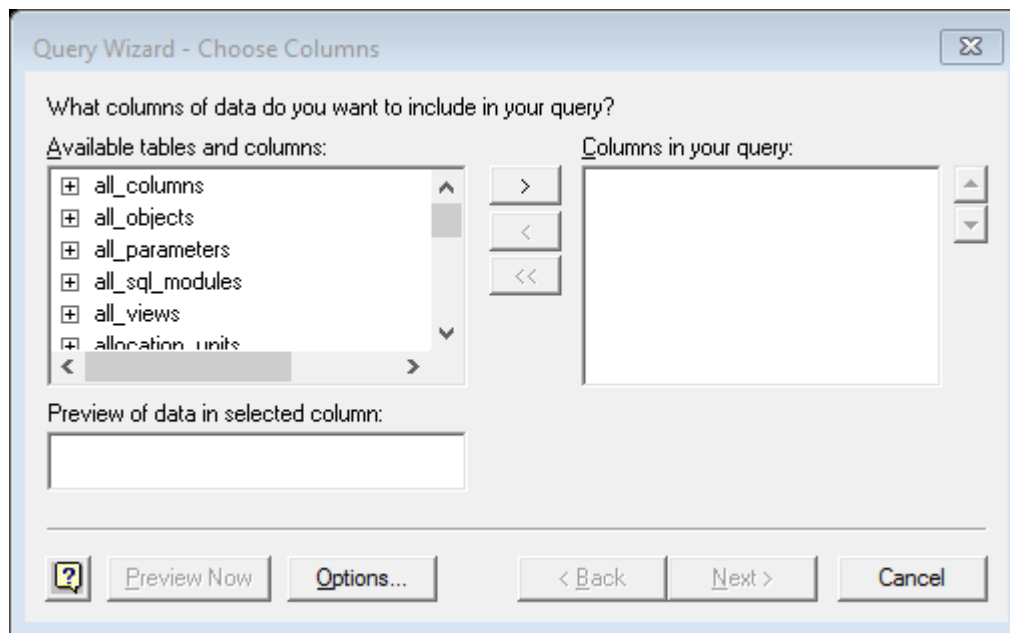 Query Wizard - Choose Columns
What columns of data do you want to include in your query?
Available tables and columns:
Columns in your query:
all_columns
all_objects
all_parameters
all_sql_modules
all_views
allocation_units
>
<
<<
Preview of data in selected column:
Preview Now
Options...
< Back
Next >
Cancel